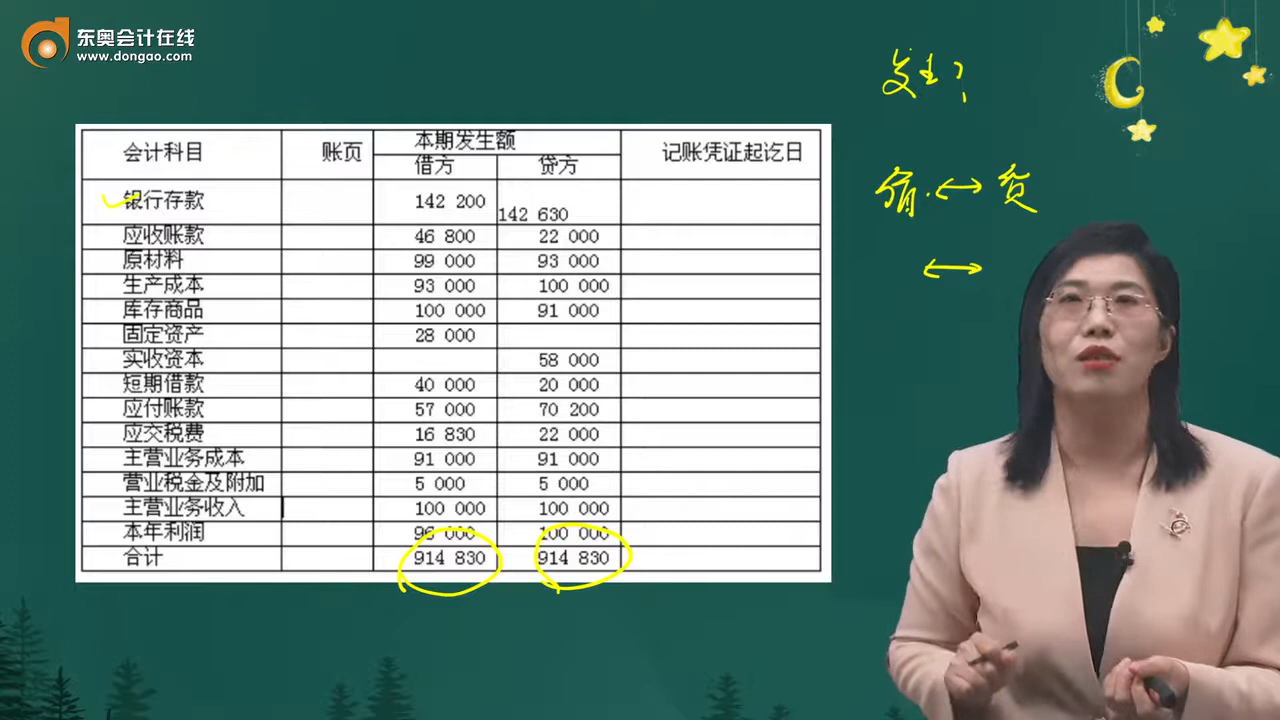 东奥会计在线
www.dongao.com
发生?
借 ↔ 贷
↔
会计科目 账页 本期发生额 记账凭证起讫日
借方 贷方
银行存款 142 200 142 630
应收账款 46 800 22 000
原材料 99 000 93 000
生产成本 93 000 100 000
库存商品 100 000 91 000
固定资产 28 000
实收资本 58 000
短期借款 40 000 20 000
应付账款 57 000 70 200
应交税费 16 830 22 000
主营业务成本 91 000 91 000
营业税金及附加 5 000 5 000
主营业务收入 100 000 100 000
本年利润 96 000 100 000
合计 914 830 914 830